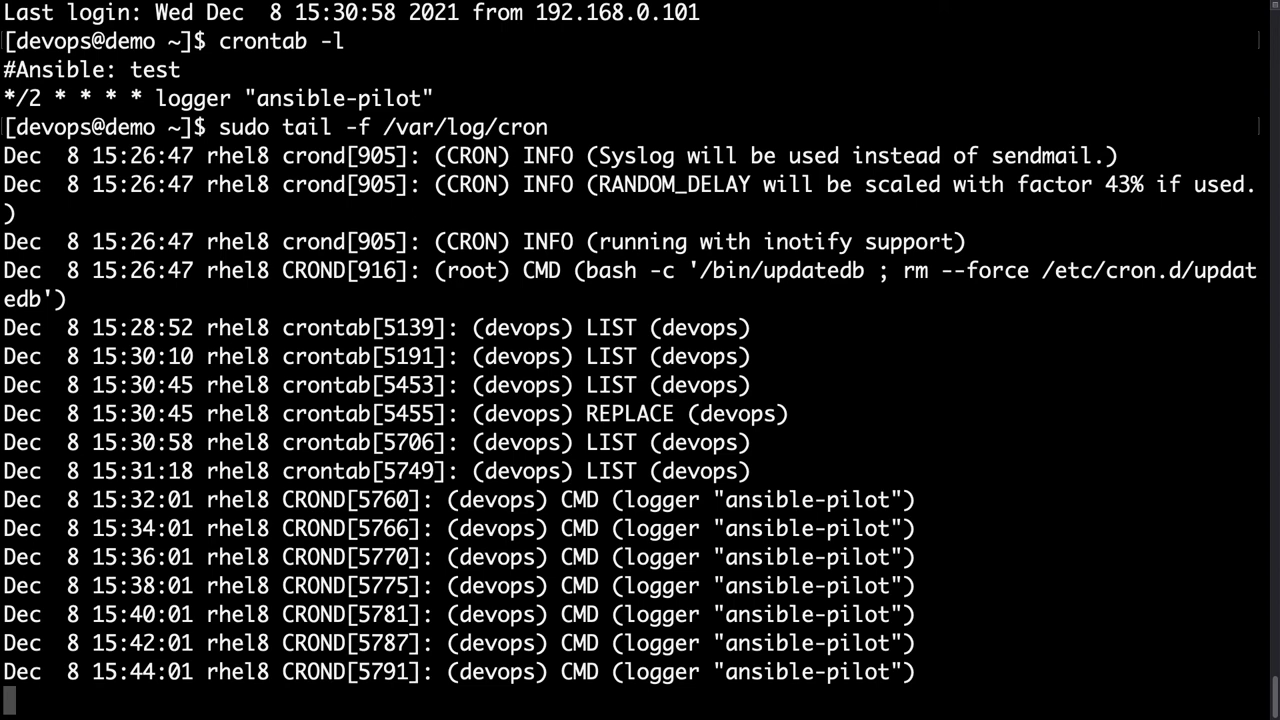 Last login: Wed Dec  8 15:30:58 2021 from 192.168.0.101
[devops@demo ~]$ crontab -l
#Ansible: test
*/2 * * * * logger "ansible-pilot"
[devops@demo ~]$ sudo tail -f /var/log/cron
Dec  8 15:26:47 rhel8 crond[905]: (CRON) INFO (Syslog will be used instead of sendmail.)
Dec  8 15:26:47 rhel8 crond[905]: (CRON) INFO (RANDOM_DELAY will be scaled with factor 43% if used.
)
Dec  8 15:26:47 rhel8 crond[905]: (CRON) INFO (running with inotify support)
Dec  8 15:26:47 rhel8 CROND[916]: (root) CMD (bash -c '/bin/updatedb ; rm --force /etc/cron.d/updat
edb')
Dec  8 15:28:52 rhel8 crontab[5139]: (devops) LIST (devops)
Dec  8 15:30:10 rhel8 crontab[5191]: (devops) LIST (devops)
Dec  8 15:30:45 rhel8 crontab[5453]: (devops) LIST (devops)
Dec  8 15:30:45 rhel8 crontab[5455]: (devops) REPLACE (devops)
Dec  8 15:30:58 rhel8 crontab[5706]: (devops) LIST (devops)
Dec  8 15:31:18 rhel8 crontab[5749]: (devops) LIST (devops)
Dec  8 15:32:01 rhel8 CROND[5760]: (devops) CMD (logger "ansible-pilot")
Dec  8 15:34:01 rhel8 CROND[5766]: (devops) CMD (logger "ansible-pilot")
Dec  8 15:36:01 rhel8 CROND[5770]: (devops) CMD (logger "ansible-pilot")
Dec  8 15:38:01 rhel8 CROND[5775]: (devops) CMD (logger "ansible-pilot")
Dec  8 15:40:01 rhel8 CROND[5781]: (devops) CMD (logger "ansible-pilot")
Dec  8 15:42:01 rhel8 CROND[5787]: (devops) CMD (logger "ansible-pilot")
Dec  8 15:44:01 rhel8 CROND[5791]: (devops) CMD (logger "ansible-pilot")